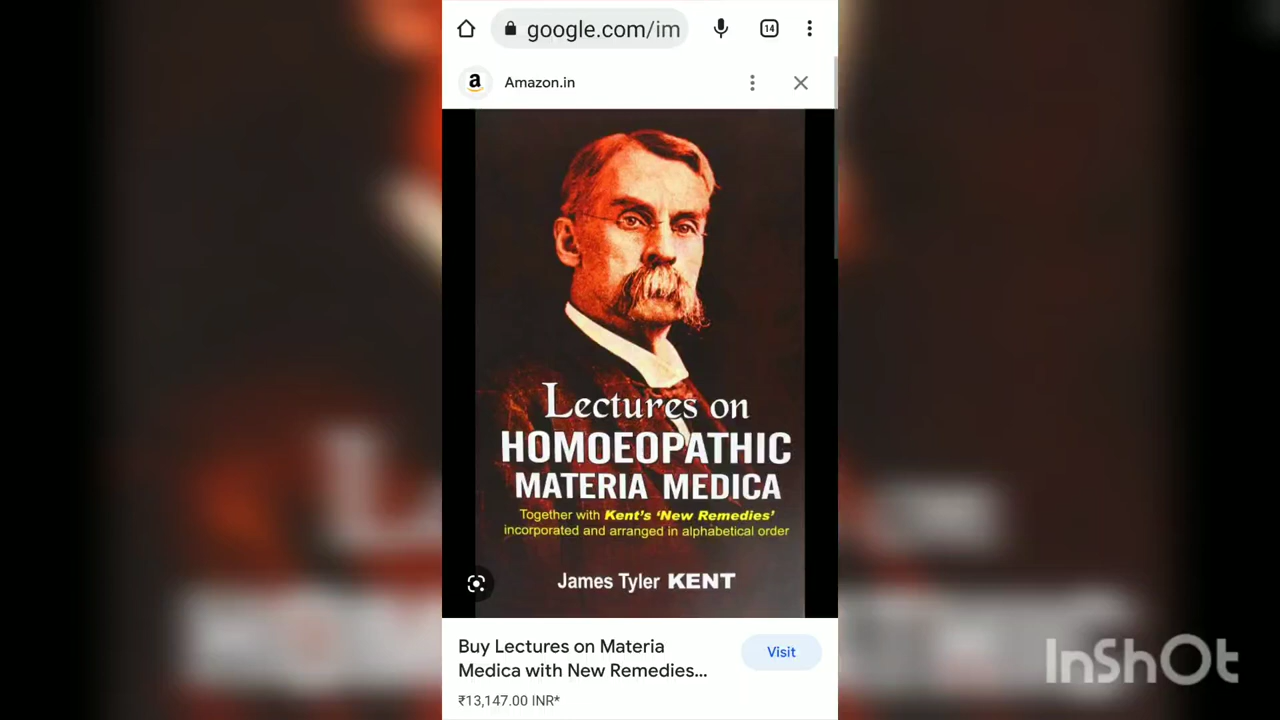 google.com/im
14
a
Amazon.in
Lectures on
HOMOEOPATHIC
MATERIA MEDICA
Together with Kent's 'New Remedies'
incorporated and arranged in alphabetical order
James Tyler KENT
Buy Lectures on Materia
Medica with New Remedies...
Visit
₹13,147.00 INR*
InShOt